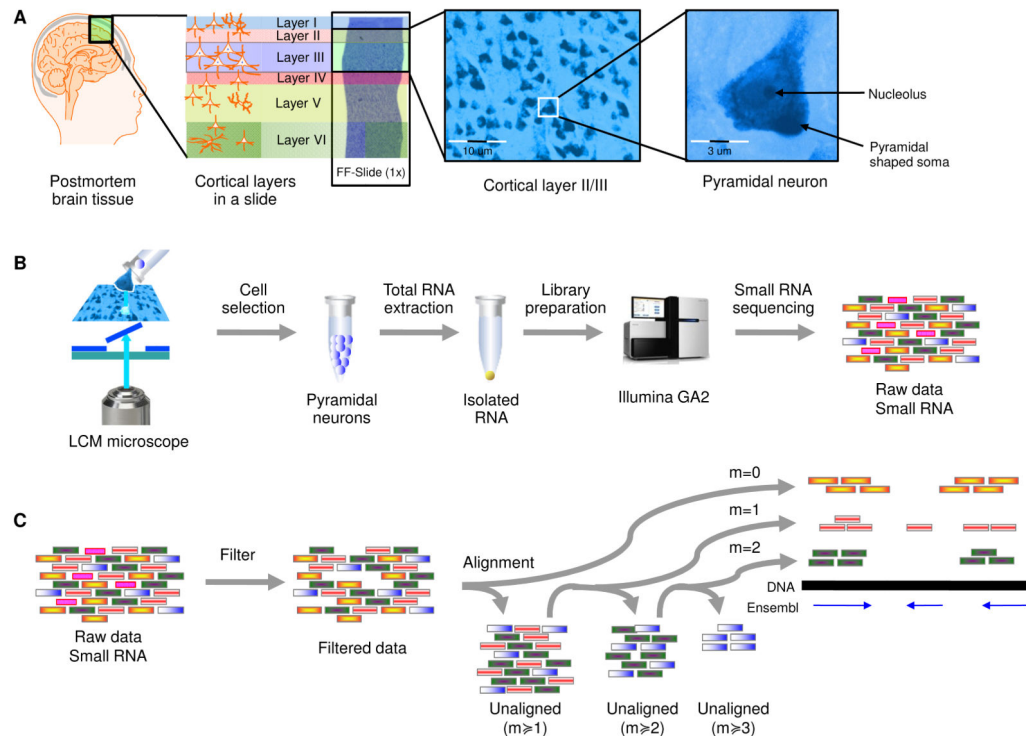 A
Layer I
Layer II
Layer III
Layer IV
Layer V
Layer VI
FF-Slide (1x)
10 µm
3 µm
Nucleolus
Pyramidal
shaped soma
Postmortem
brain tissue
Cortical layers
in a slide
Cortical layer II/III
Pyramidal neuron
B
Cell
selection
Total RNA
extraction
Library
preparation
Small RNA
sequencing
LCM microscope
Pyramidal
neurons
Isolated
RNA
Illumina GA2
Raw data
Small RNA
C
Filter
Alignment
m=0
m=1
m=2
DNA
Ensembl
Raw data
Small RNA
Filtered data
Unaligned
(m≽1)
Unaligned
(m≽2)
Unaligned
(m≽3)